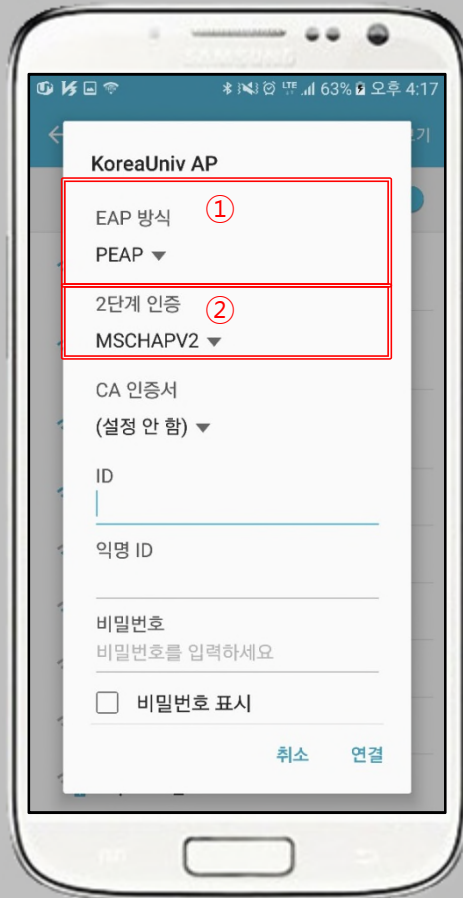 SAMSUNG
LTE 63% 오후 4:17
KoreaUniv AP
EAP 방식 ①
PEAP
2단계 인증 ②
MSCHAPV2
CA 인증서
(설정 안 함)
ID
익명 ID
비밀번호
비밀번호를 입력하세요
비밀번호 표시
취소 연결